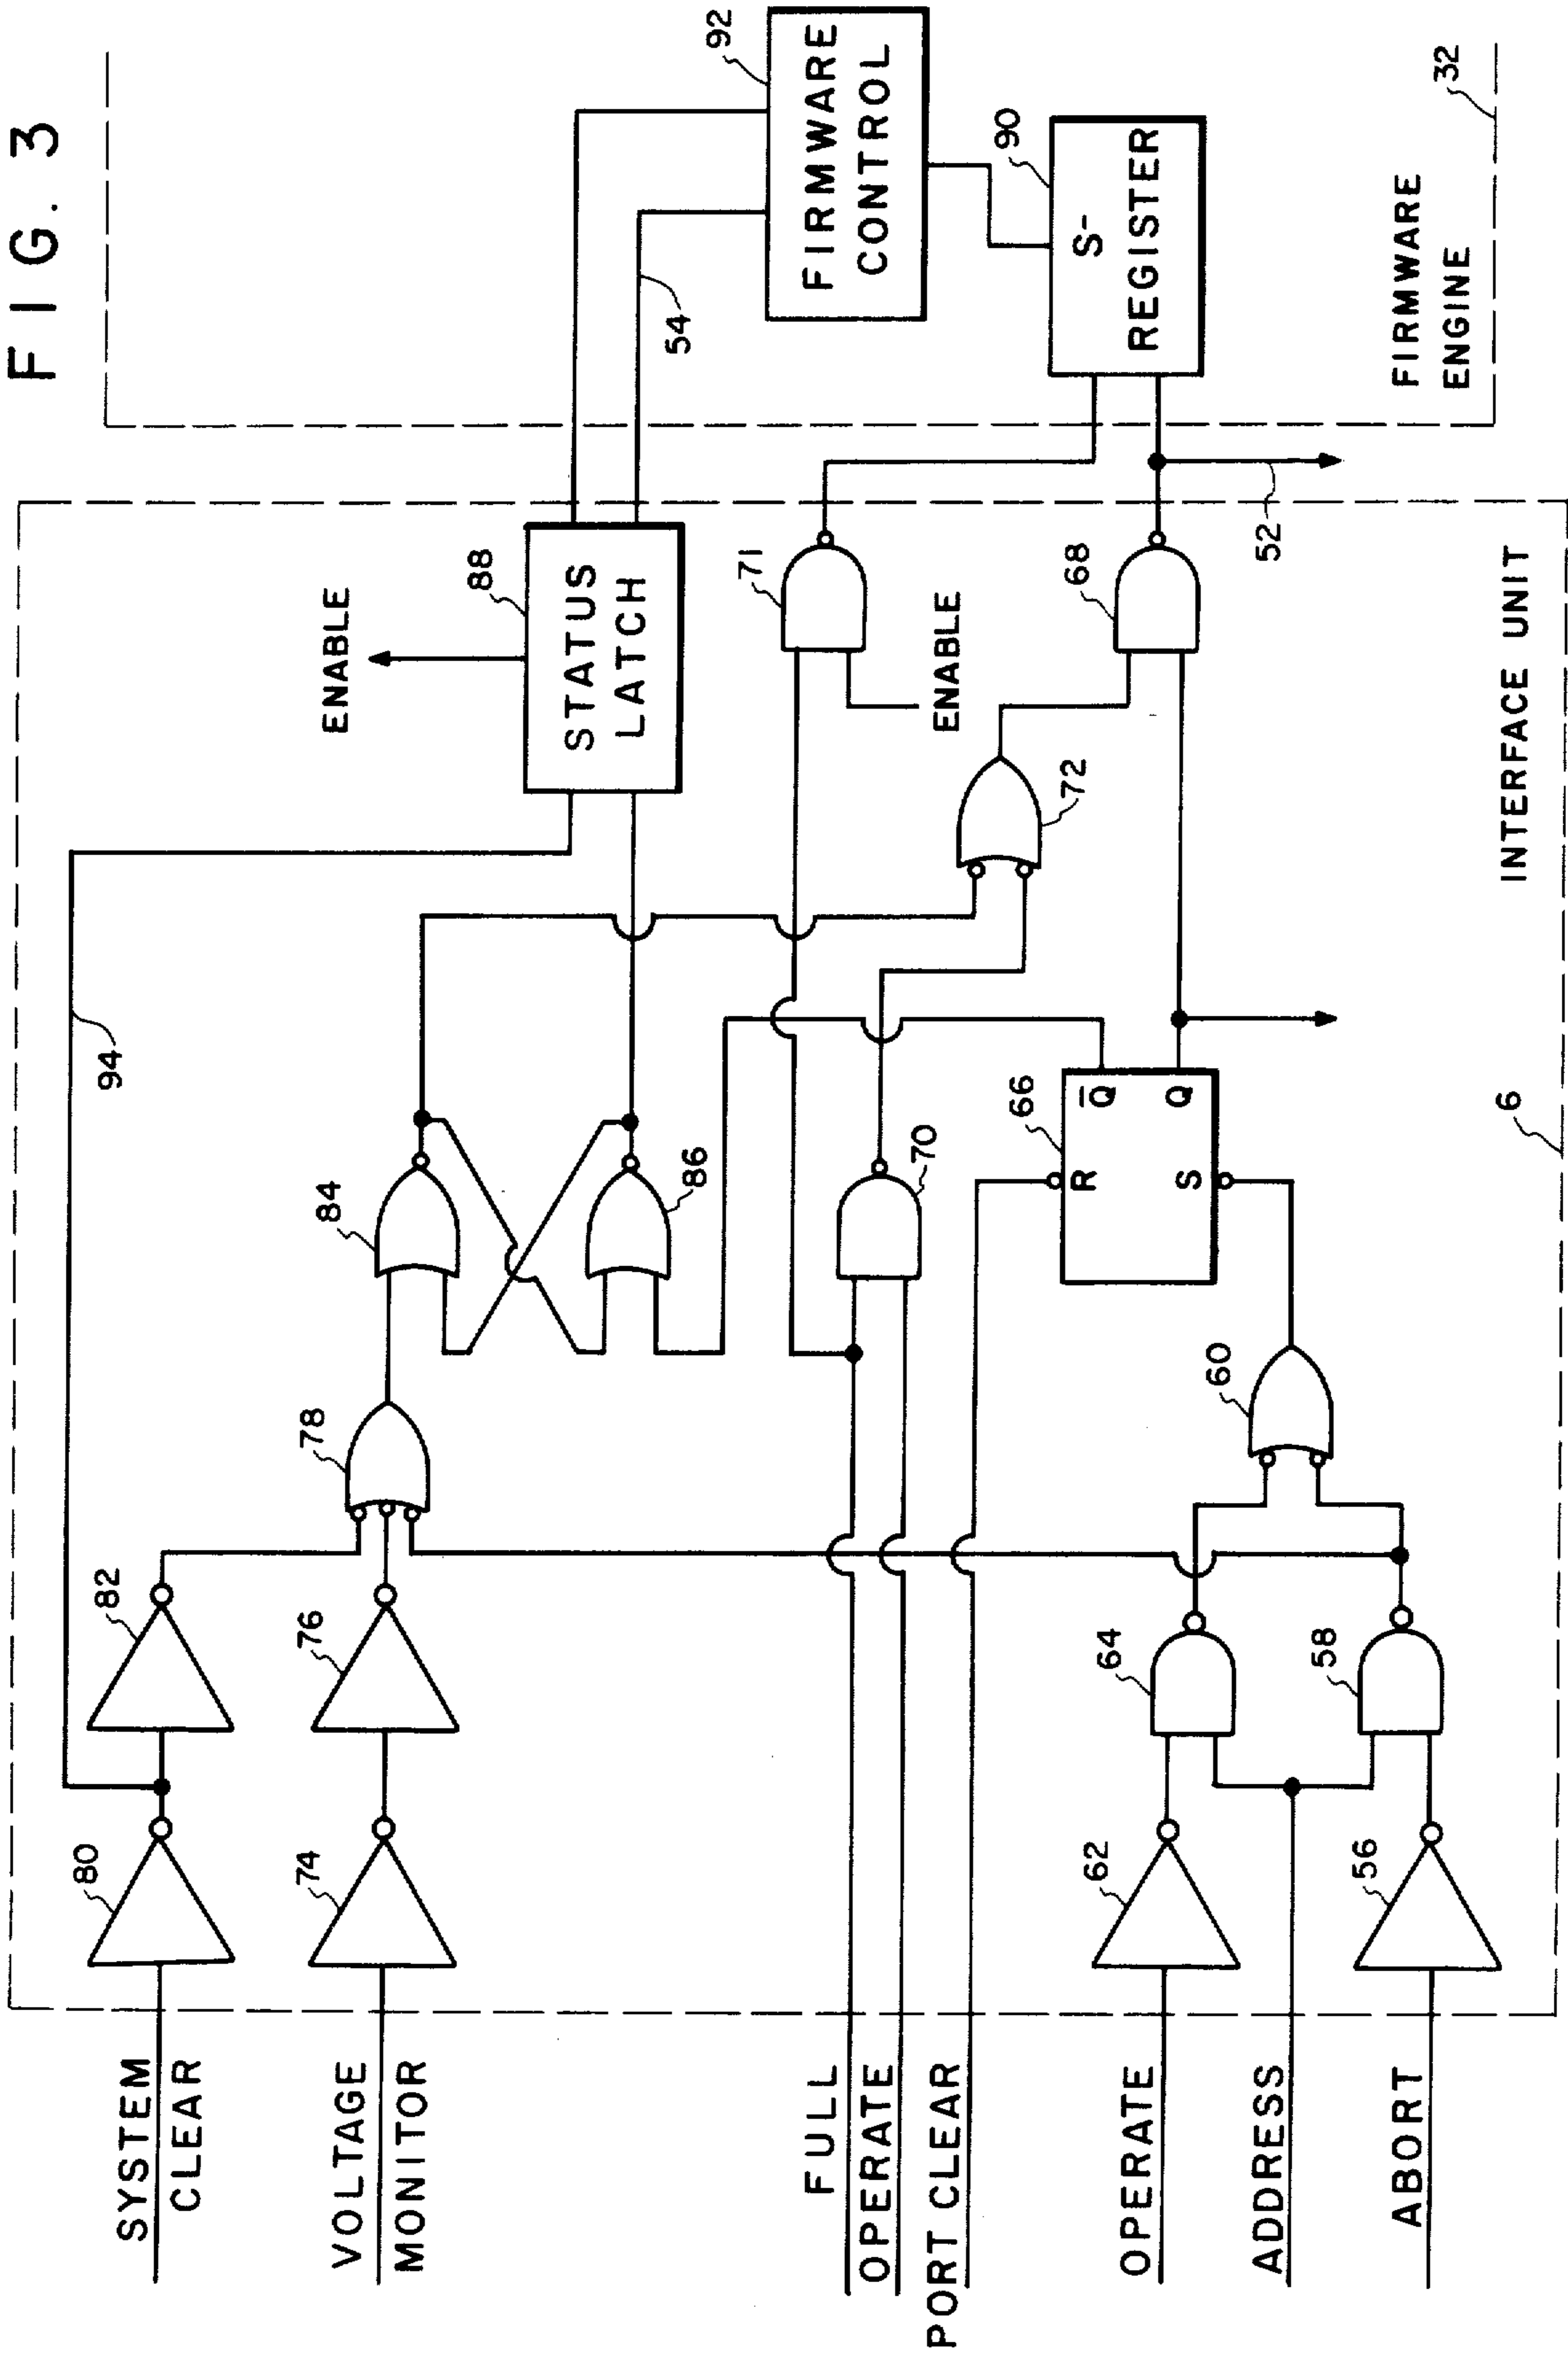 FIG. 3
SYSTEM
CLEAR
VOLTAGE
MONITOR
FULL
OPERATE
PORT CLEAR
OPERATE
ADDRESS
ABORT
80
82
94
74
76
78
84
86
88
STATUS
LATCH
ENABLE
54
92
FIRMWARE
CONTROL
90
S-
REGISTER
71
ENABLE
68
52
72
70
66
R
S
Q̅
Q
62
64
60
56
58
INTERFACE UNIT
6
FIRMWARE
ENGINE
32